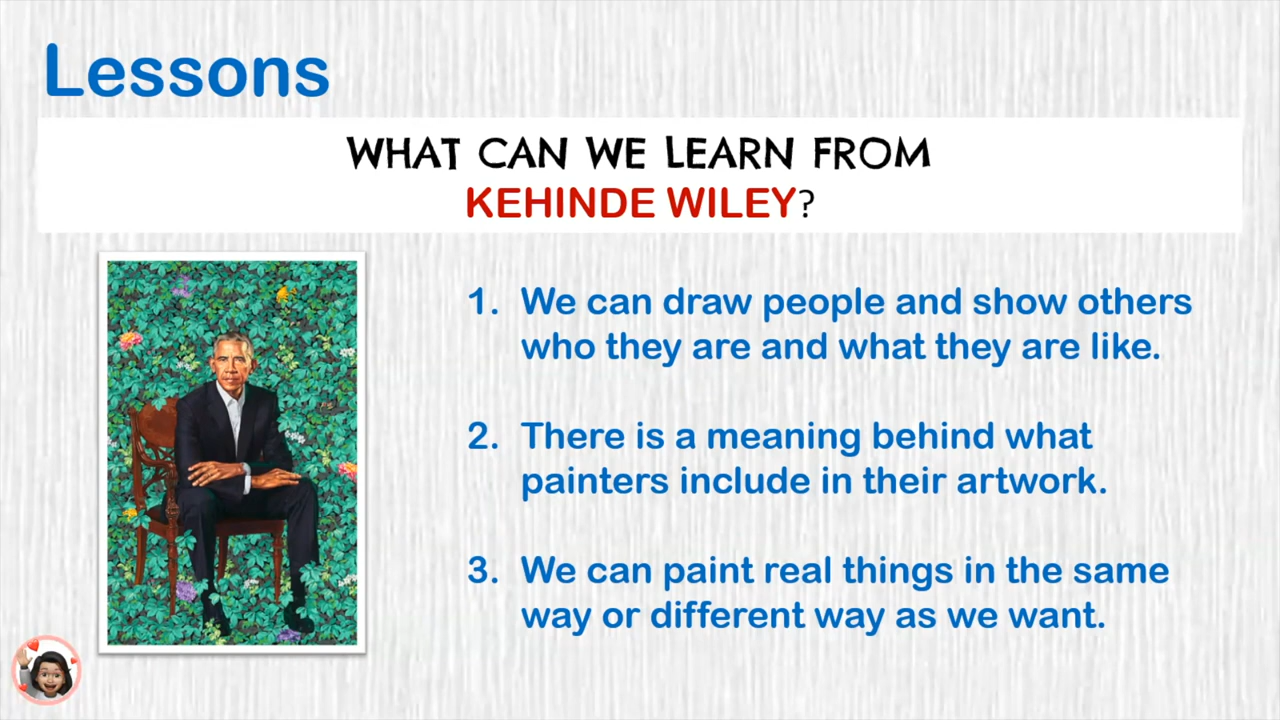 Lessons
WHAT CAN WE LEARN FROM
KEHINDE WILEY?
1. We can draw people and show others
who they are and what they are like.
2. There is a meaning behind what
painters include in their artwork.
3. We can paint real things in the same
way or different way as we want.